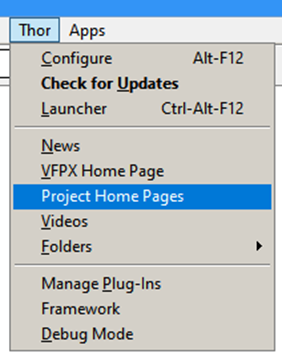 Thor Apps
Configure Alt-F12
Check for Updates
Launcher Ctrl-Alt-F12
News
VFPX Home Page
Project Home Pages
Videos
Folders
Manage Plug-Ins
Framework
Debug Mode